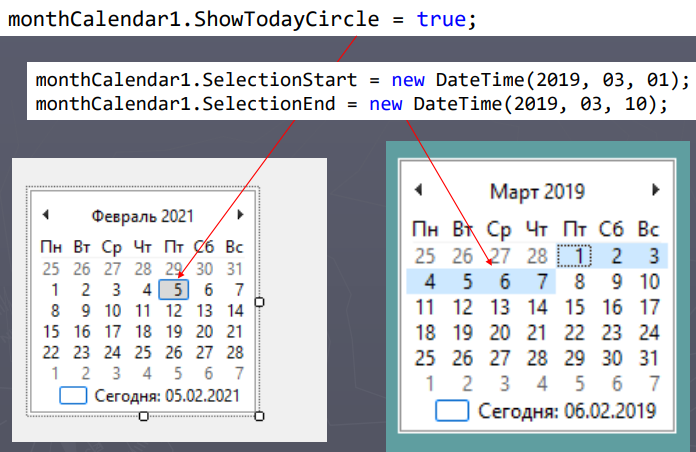 monthCalendar1.ShowTodayCircle = true;
monthCalendar1.SelectionStart = new DateTime(2019, 03, 01);
monthCalendar1.SelectionEnd = new DateTime(2019, 03, 10);
Февраль 2021
Пн Вт Ср Чт Пт Сб Вс
25 26 27 28 29 30 31
1 2 3 4 5 6 7
8 9 10 11 12 13 14
15 16 17 18 19 20 21
22 23 24 25 26 27 28
1 2 3 4 5 6 7
Сегодня: 05.02.2021
Март 2019
Пн Вт Ср Чт Пт Сб Вс
25 26 27 28 1 2 3
4 5 6 7 8 9 10
11 12 13 14 15 16 17
18 19 20 21 22 23 24
25 26 27 28 29 30 31
1 2 3 4 5 6 7
Сегодня: 06.02.2019